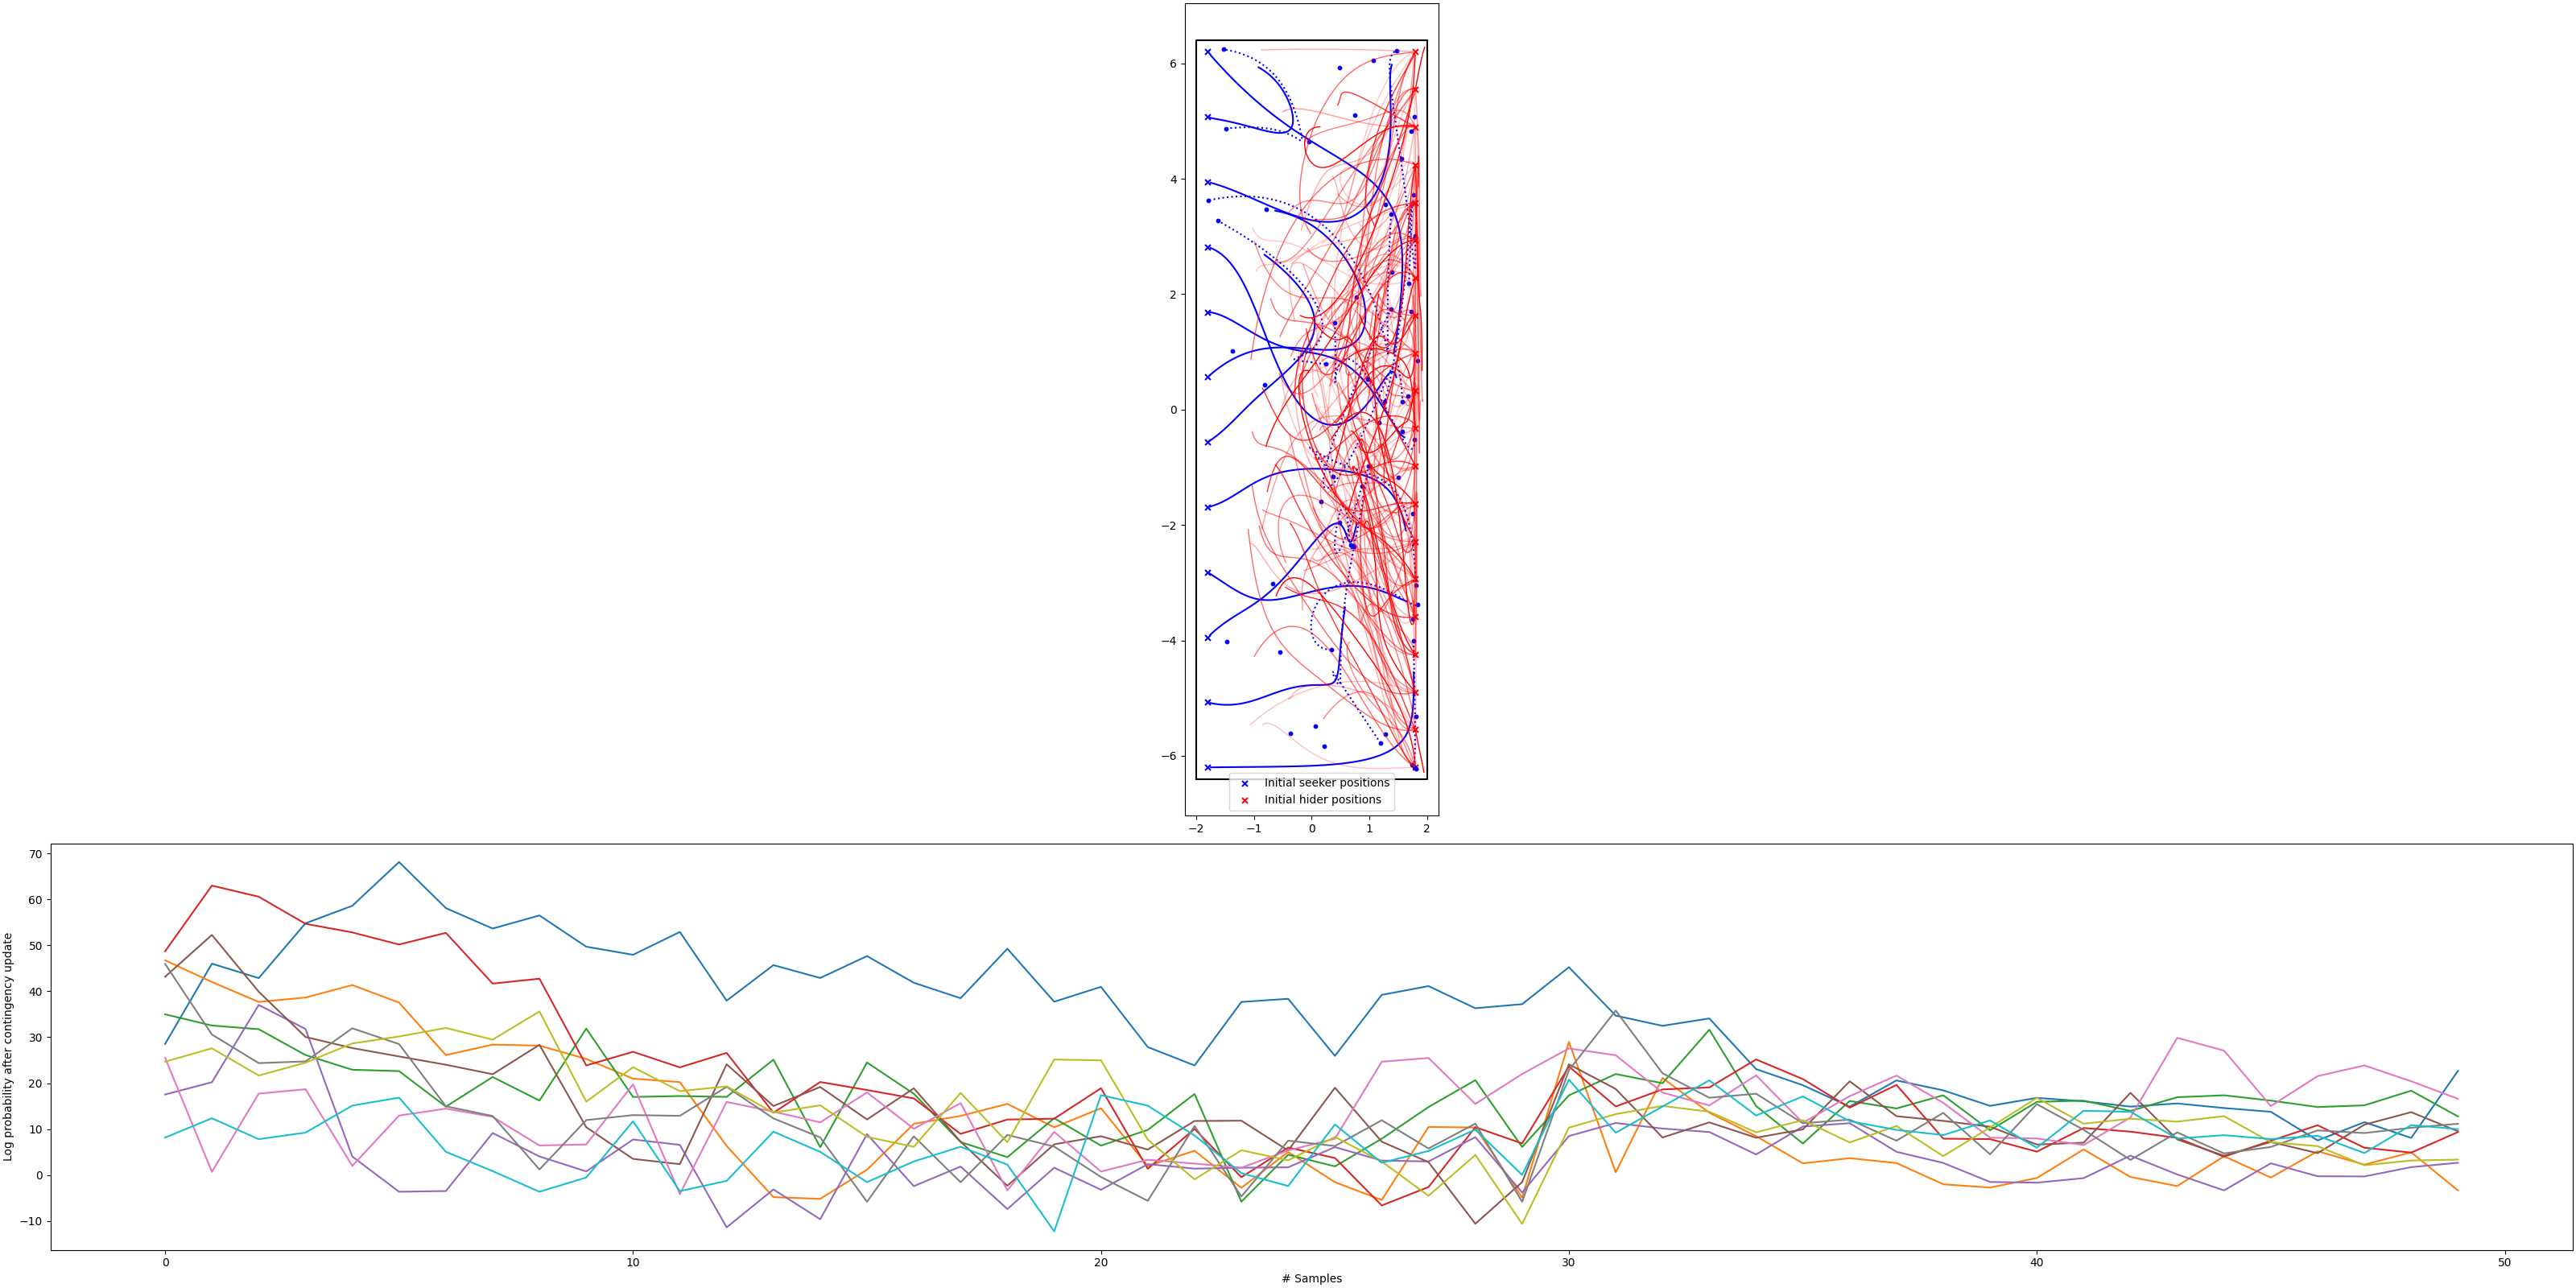 6
4
2
0
−2
−4
−6
Initial seeker positions
Initial hider positions
−2 −1 0 1 2
70
60
50
40
30
20
10
0
−10
Log probability after contingency update
0 10 20 30 40 50
# Samples